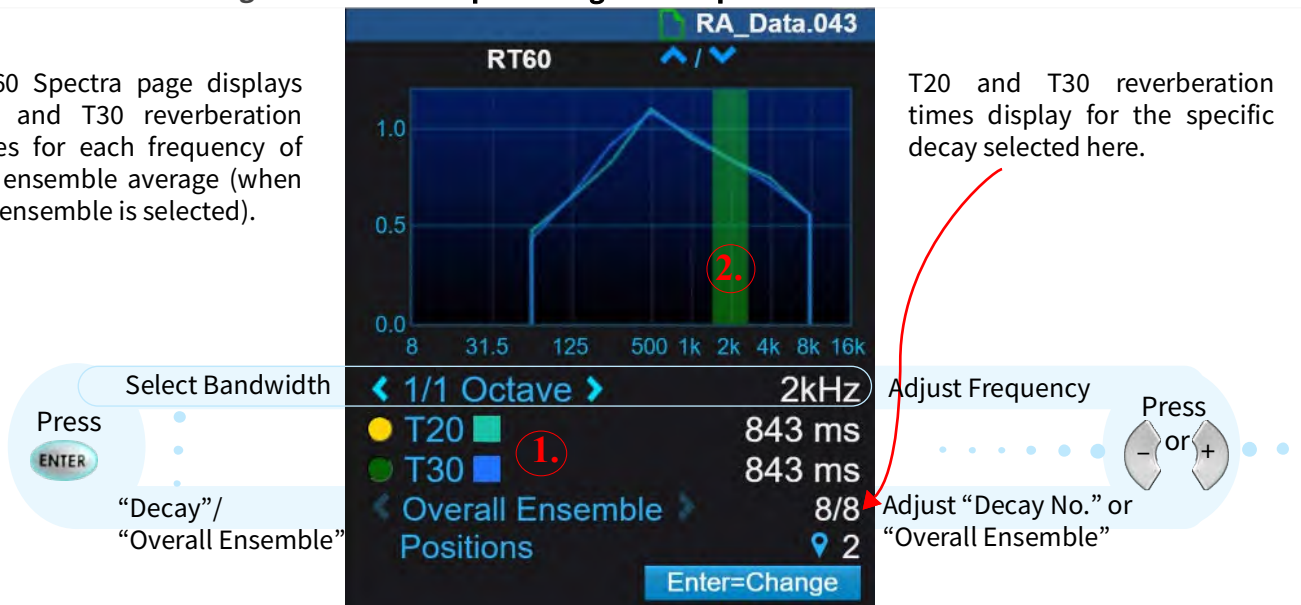 RA_Data.043
RT60
/
60 Spectra page displays
and T30 reverberation
es for each frequency of
ensemble average (when
ensemble is selected).
T20 and T30 reverberation
times display for the specific
decay selected here.
1.0
0.5
0.0
8 31.5 125 500 1k 2k 4k 8k 16k
2.
Select Bandwidth
1/1 Octave
2kHz
Adjust Frequency
Press
ENTER
T20
843 ms
1.
T30
843 ms
Press
or
– +
"Decay"/
"Overall Ensemble"
Overall Ensemble
8/8
Adjust "Decay No." or
"Overall Ensemble"
Positions
2
Enter=Change